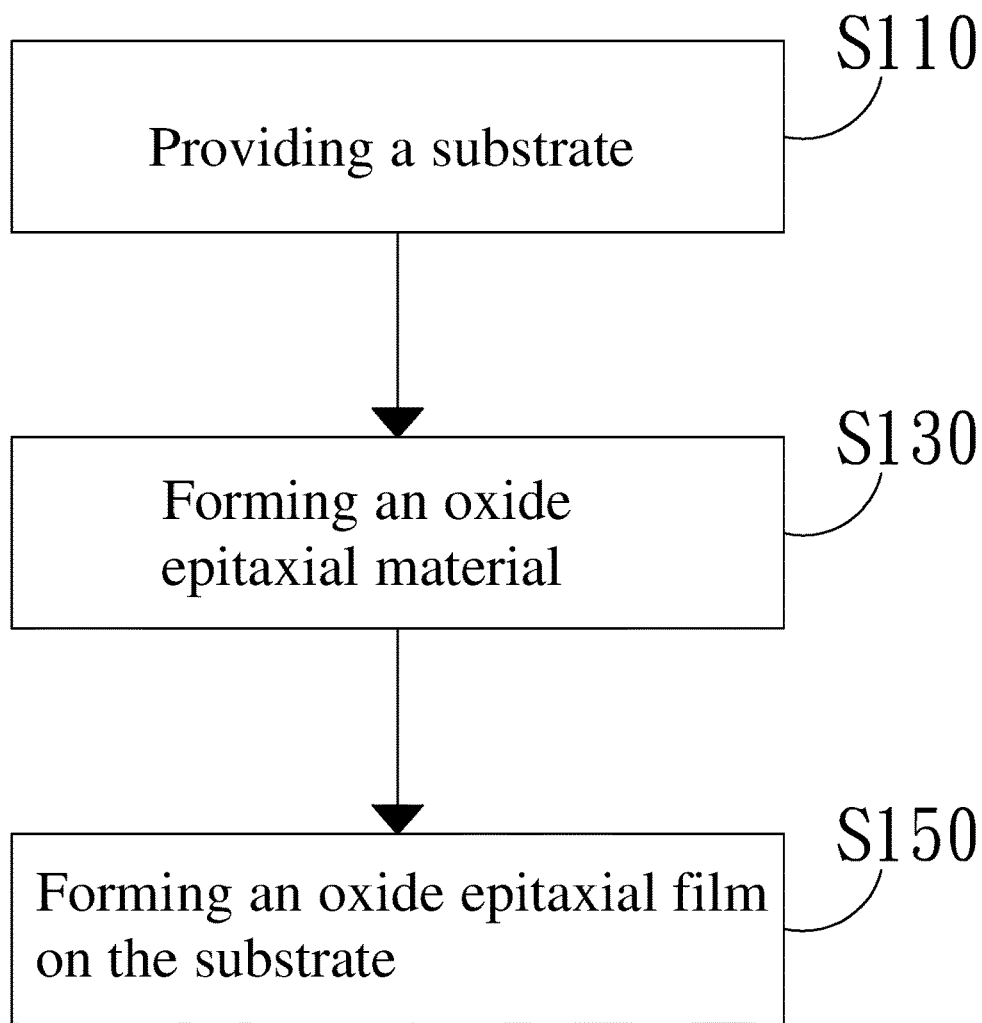 S110
Providing a substrate
S130
Forming an oxide
epitaxial material
S150
Forming an oxide epitaxial film
on the substrate